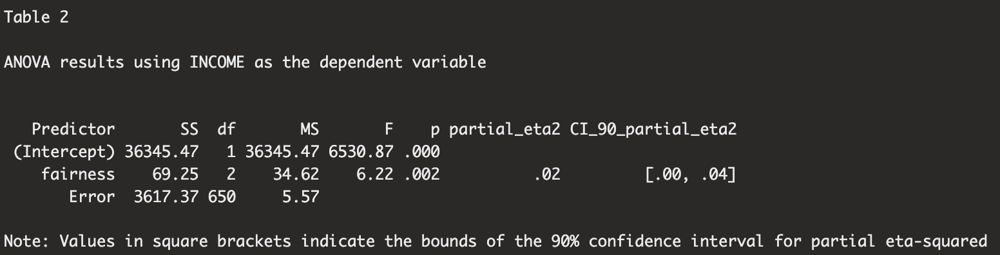 Table 2
ANOVA results using INCOME as the dependent variable
Predictor SS df MS F p partial_eta2 CI_90_partial_eta2
(Intercept) 36345.47 1 36345.47 6530.87 .000
fairness 69.25 2 34.62 6.22 .002 .02 [.00, .04]
Error 3617.37 650 5.57
Note: Values in square brackets indicate the bounds of the 90% confidence interval for partial eta-squared